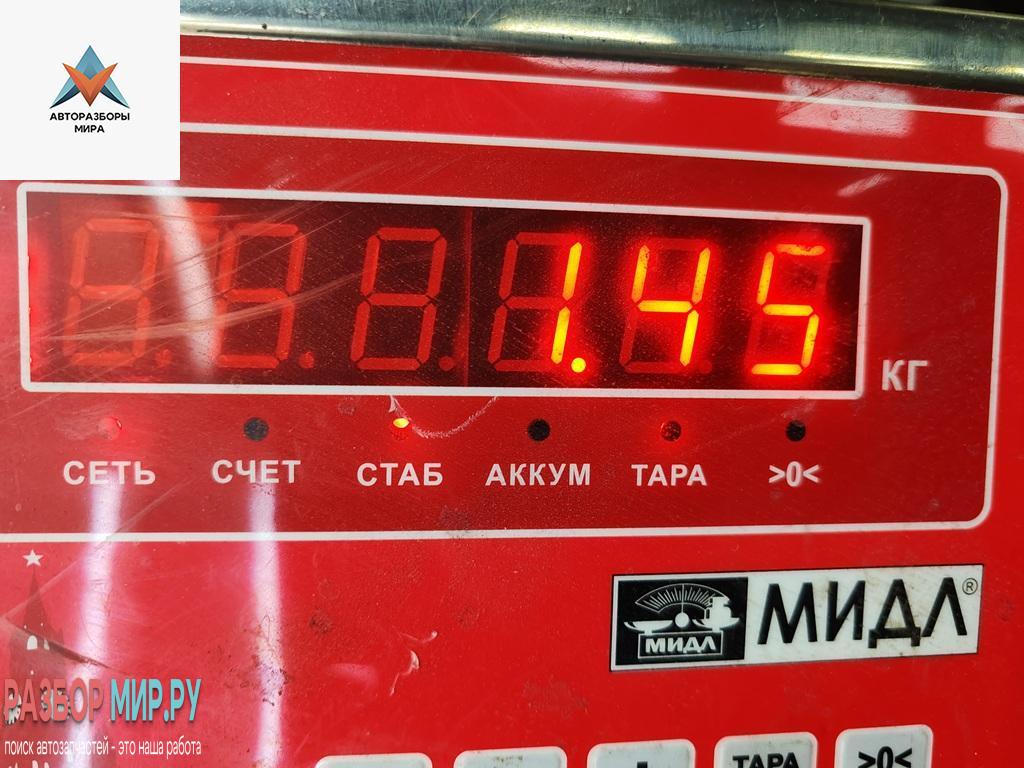 АВТОРАЗБОРЫ
МИРА
1.45
КГ
СЕТЬ СЧЕТ СТАБ АККУМ ТАРА >0<
МИДЛ МИДЛ®
РАЗБОР МИР.РУ
поиск автозапчастей - это наша работа
ТАРА >0<